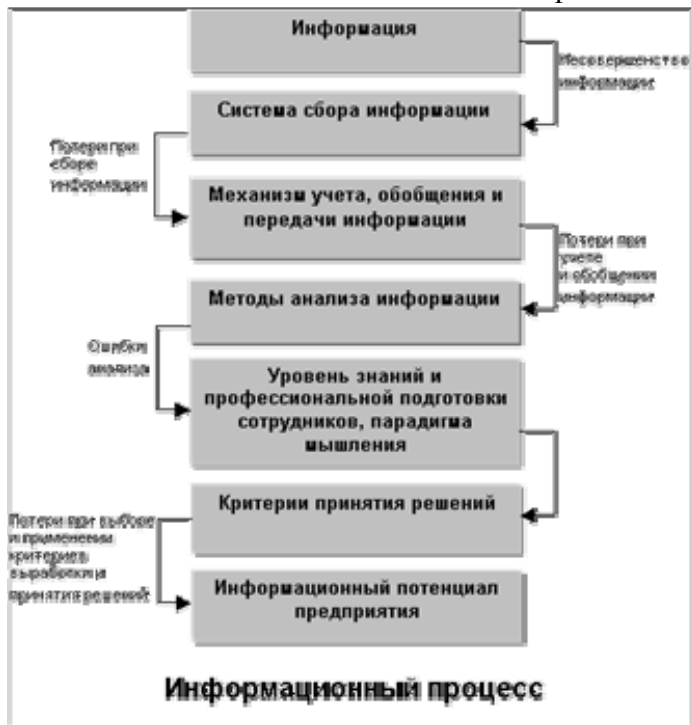 Информация
Несовершенство
информации
Система сбора информации
Потери при
сборе
информации
Механизм учета, обобщения и
передачи информации
Потери при
учете
и обобщении
информации
Методы анализа информации
Ошибки
анализа
Уровень знаний и
профессиональной подготовки
сотрудников, парадигма
мышления
Критерии принятия решений
Потери при выборе
и применении
критериев
выработки и
принятия решений
Информационный потенциал
предприятия
Информационный процесс